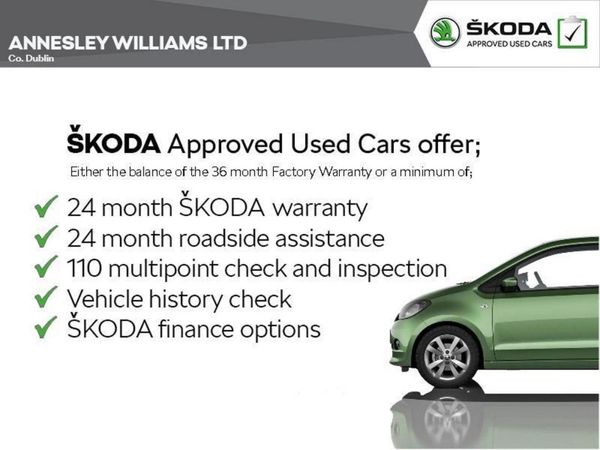 ANNESLEY WILLIAMS LTD
Co. Dublin
ŠKODA
APPROVED USED CARS
ŠKODA Approved Used Cars offer;
Either the balance of the 36 month Factory Warranty or a minimum of;
24 month ŠKODA warranty
24 month roadside assistance
110 multipoint check and inspection
Vehicle history check
ŠKODA finance options